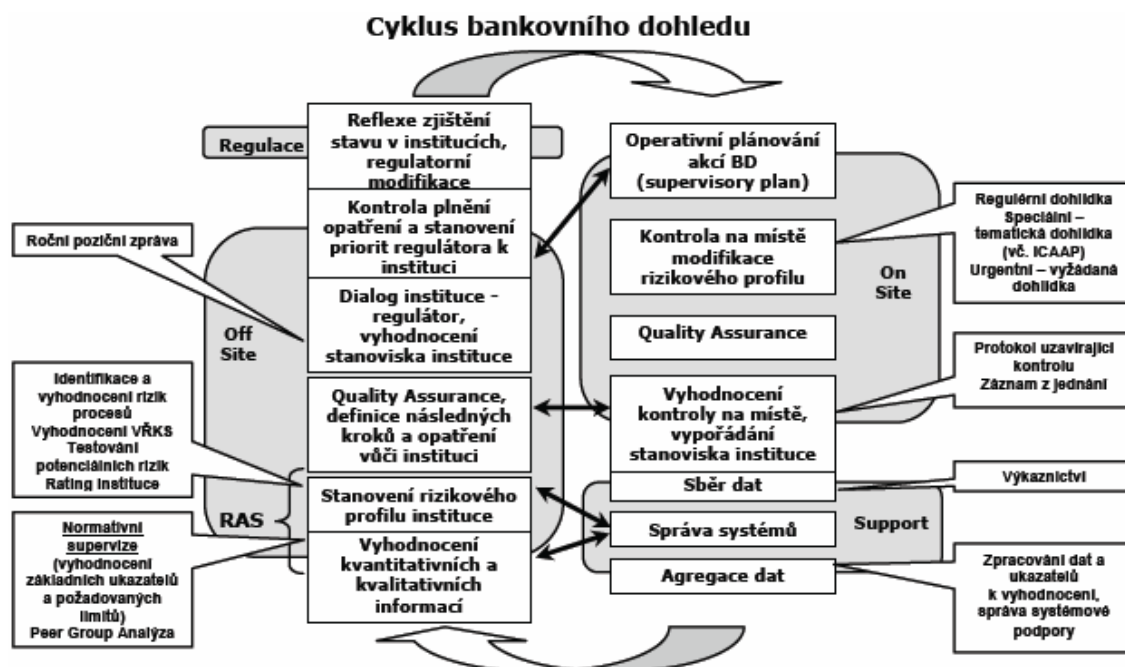 Cyklus bankovního dohledu
Regulace
Reflexe zjištění
stavu v institucích,
regulatorní
modifikace
Kontrola plnění
opatření a stanovení
priorit regulátora k
instituci
Dialog instituce -
regulátor,
vyhodnocení
stanoviska instituce
Quality Assurance,
definice následných
kroků a opatření
vůči instituci
Stanovení rizikového
profilu instituce
Vyhodnocení
kvantitativních a
kvalitativních
informací
Off
Site
RAS
Roční poziční zpráva
Identifikace a
vyhodnocení rizik
procesů
Vyhodnocení VŘKS
Testování
potenciálních rizik
Rating instituce
Normativní
supervize
(vyhodnocení
základních ukazatelů
a požadovaných
limitů)
Peer Group Analýza
Operativní plánování
akcí BD
(supervisory plan)
Kontrola na místě
modifikace
rizikového profilu
Quality Assurance
Vyhodnocení
kontroly na místě,
vypořádání
stanoviska instituce
Sběr dat
Správa systémů
Agregace dat
On
Site
Support
Regulérní dohlídka
Speciální –
tematická dohlídka
(vč. ICAAP)
Urgentní – vyžádaná
dohlídka
Protokol uzavírající
kontrolu
Záznam z jednání
Výkaznictví
Zpracování dat a
ukazatelů
k vyhodnocení,
správa systémové
podpory